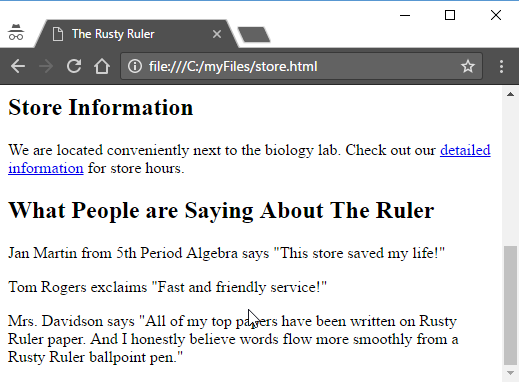 The Rusty Ruler
file:///C:/myFiles/store.html
Store Information
We are located conveniently next to the biology lab. Check out our detailed
information for store hours.
What People are Saying About The Ruler
Jan Martin from 5th Period Algebra says "This store saved my life!"
Tom Rogers exclaims "Fast and friendly service!"
Mrs. Davidson says "All of my top papers have been written on Rusty
Ruler paper. And I honestly believe words flow more smoothly from a
Rusty Ruler ballpoint pen."